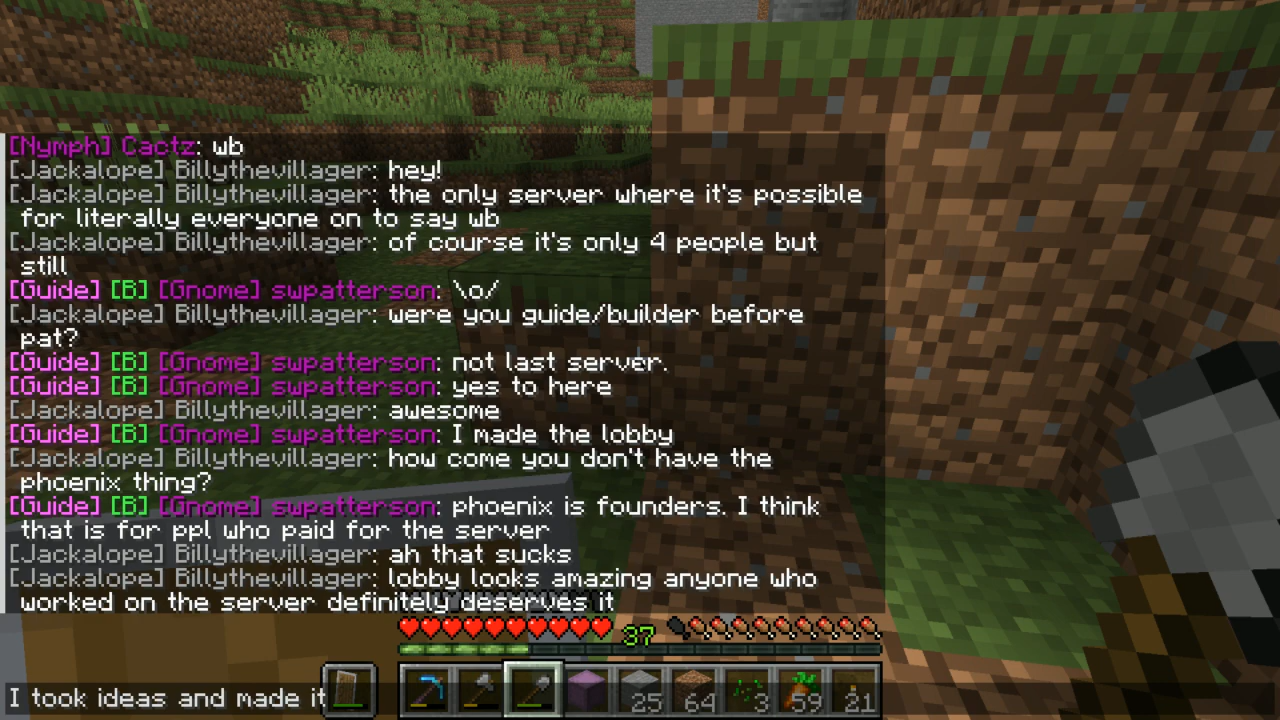 [Nymph] Cactz: wb
[Jackalope] Billythevillager: hey!
[Jackalope] Billythevillager: the only server where it's possible
for literally everyone on to say wb
[Jackalope] Billythevillager: of course it's only 4 people but
still
[Guide] [B] [Gnome] swpatterson: \o/
[Jackalope] Billythevillager: were you guide/builder before
pat?
[Guide] [B] [Gnome] swpatterson: not last server.
[Guide] [B] [Gnome] swpatterson: yes to here
[Jackalope] Billythevillager: awesome
[Guide] [B] [Gnome] swpatterson: I made the lobby
[Jackalope] Billythevillager: how come you don't have the
phoenix thing?
[Guide] [B] [Gnome] swpatterson: phoenix is founders. I think
that is for ppl who paid for the server
[Jackalope] Billythevillager: ah that sucks
[Jackalope] Billythevillager: lobby looks amazing anyone who
worked on the server definitely deserves it
37
25 64 3 59 21
I took ideas and made it